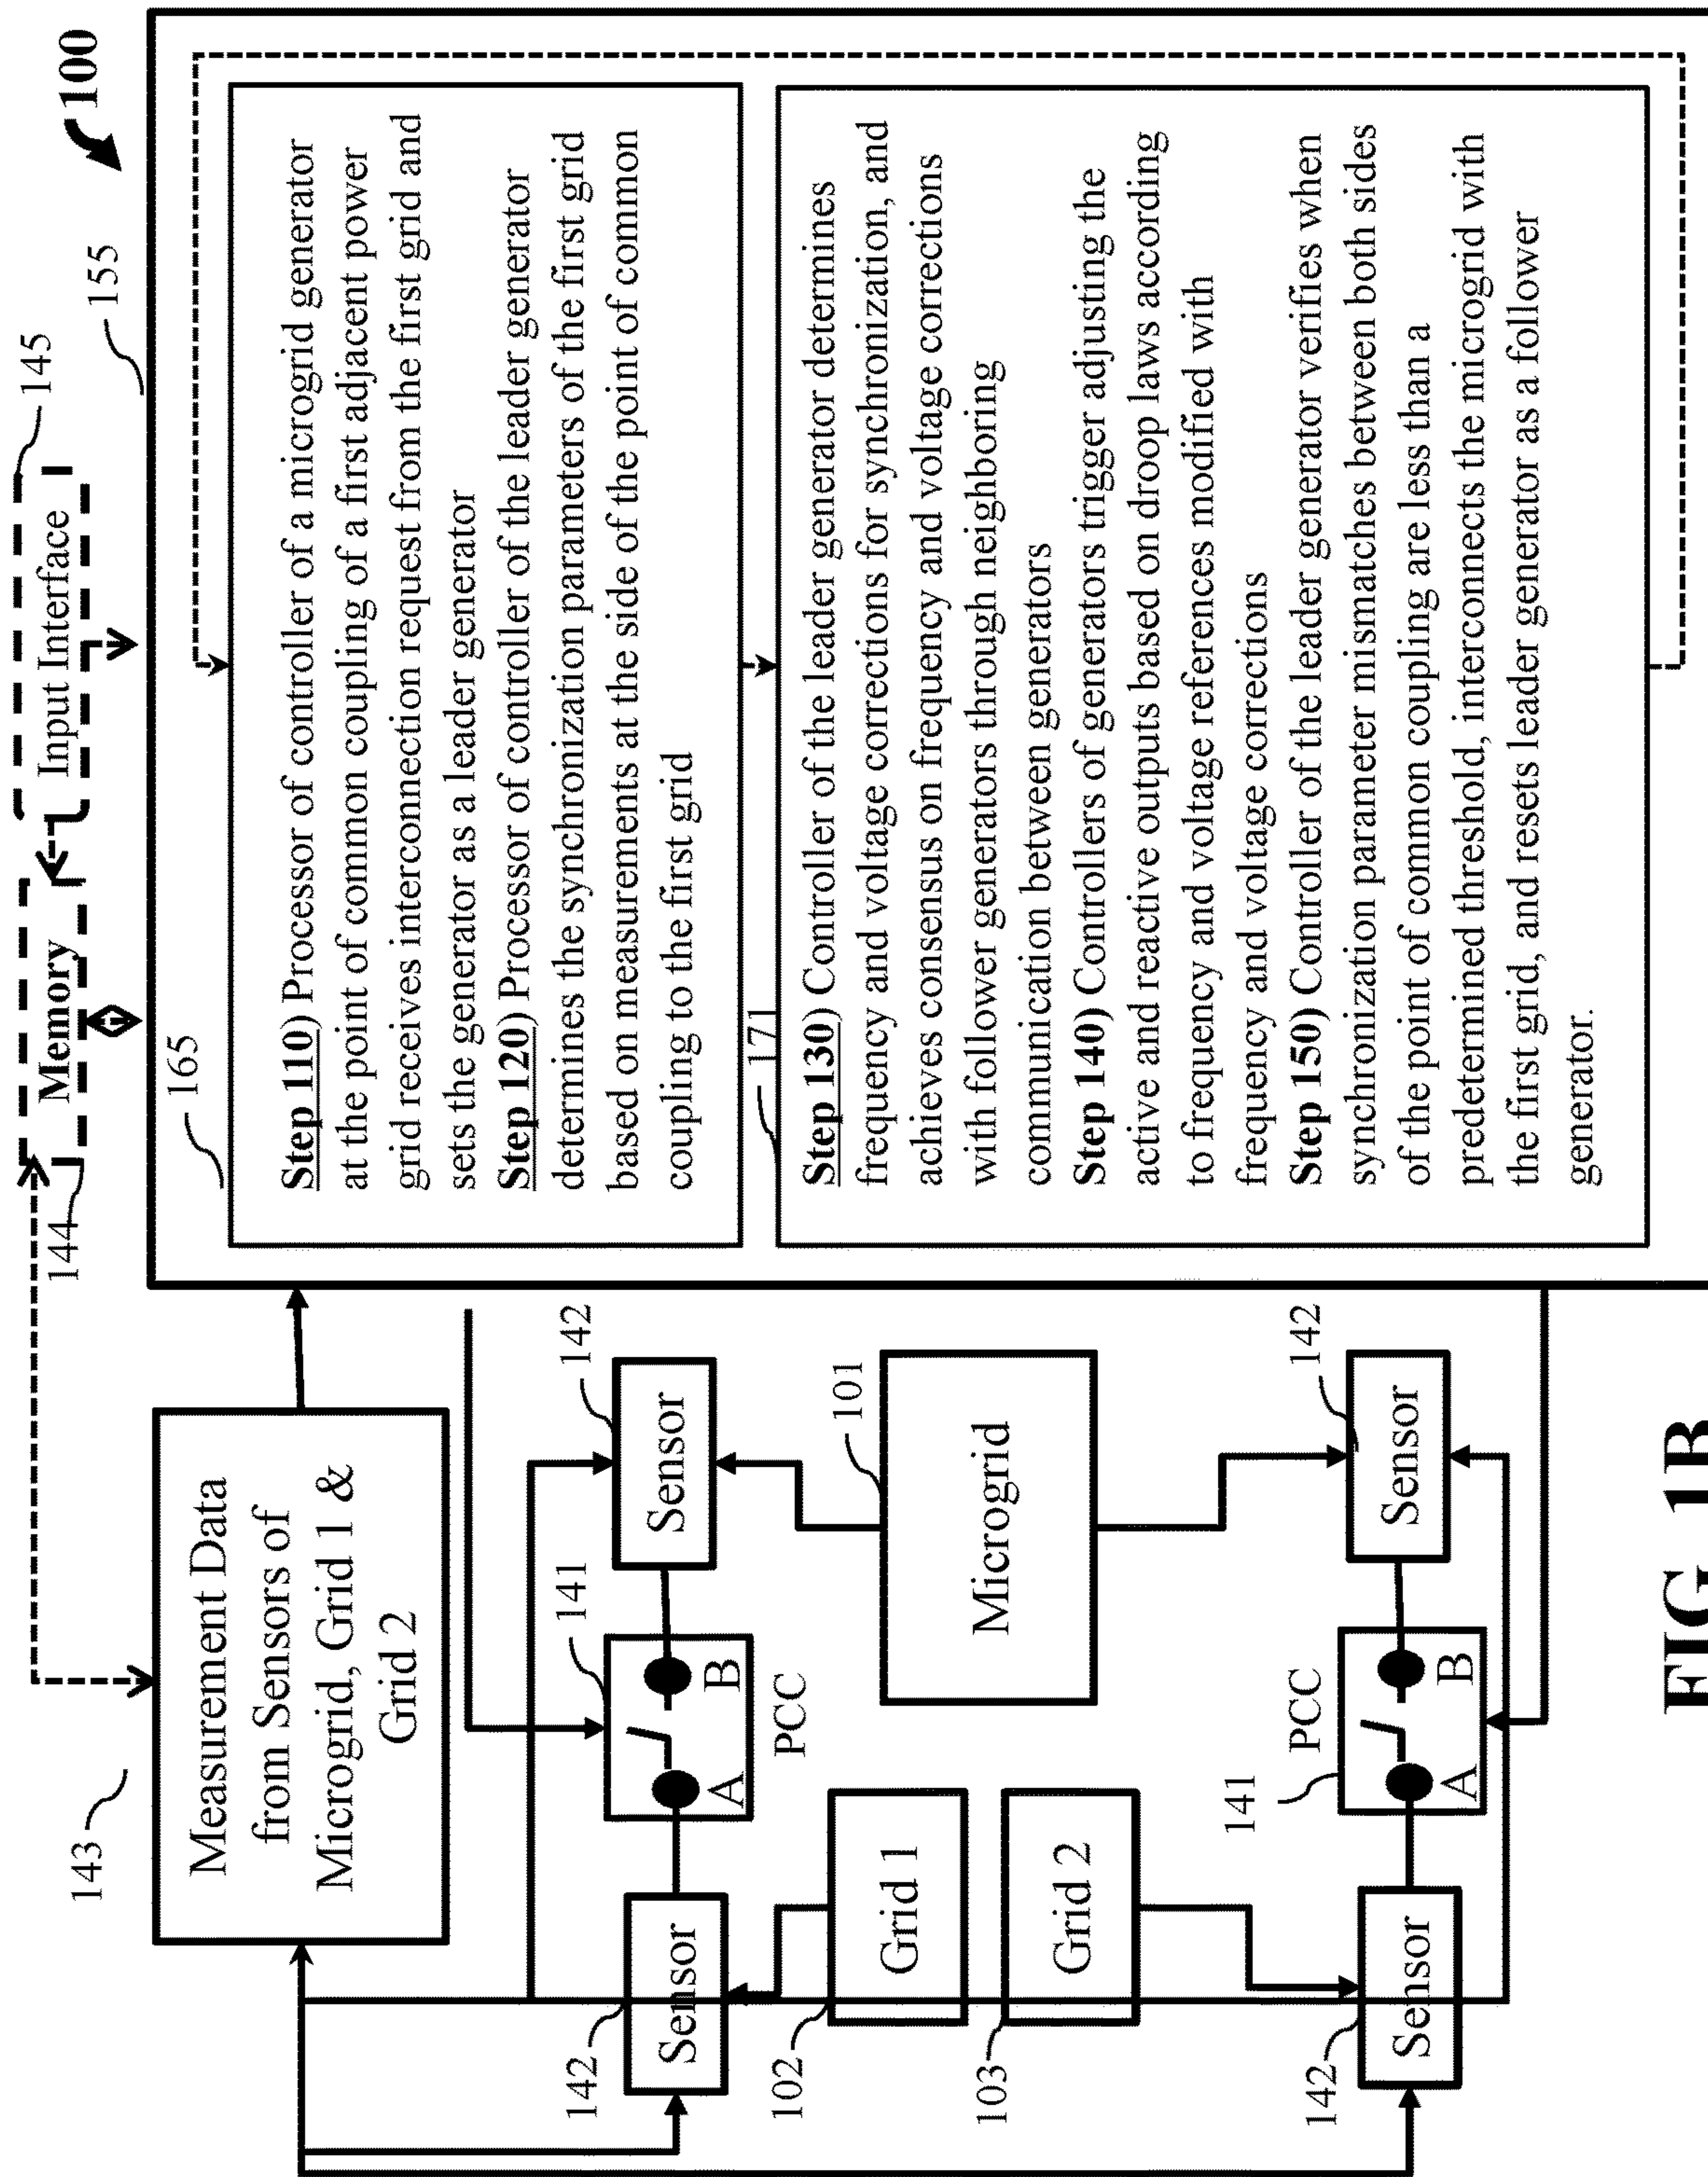 100
145
Input Interface
Memory
144
155
165
Step 110) Processor of controller of a microgrid generator
at the point of common coupling of a first adjacent power
grid receives interconnection request from the first grid and
sets the generator as a leader generator
Step 120) Processor of controller of the leader generator
determines the synchronization parameters of the first grid
based on measurements at the side of the point of common
coupling to the first grid
171
Step 130) Controller of the leader generator determines
frequency and voltage corrections for synchronization, and
achieves consensus on frequency and voltage corrections
with follower generators through neighboring
communication between generators
Step 140) Controllers of generators trigger adjusting the
active and reactive outputs based on droop laws according
to frequency and voltage references modified with
frequency and voltage corrections
Step 150) Controller of the leader generator verifies when
synchronization parameter mismatches between both sides
of the point of common coupling are less than a
predetermined threshold, interconnects the microgrid with
the first grid, and resets leader generator as a follower
generator.
143
Measurement Data
from Sensors of
Microgrid, Grid 1 &
Grid 2
142
Sensor
141
A
B
PCC
142
Sensor
102
Grid 1
103
Grid 2
101
Microgrid
142
Sensor
141
PCC
A
B
142
Sensor
FIG. 1B